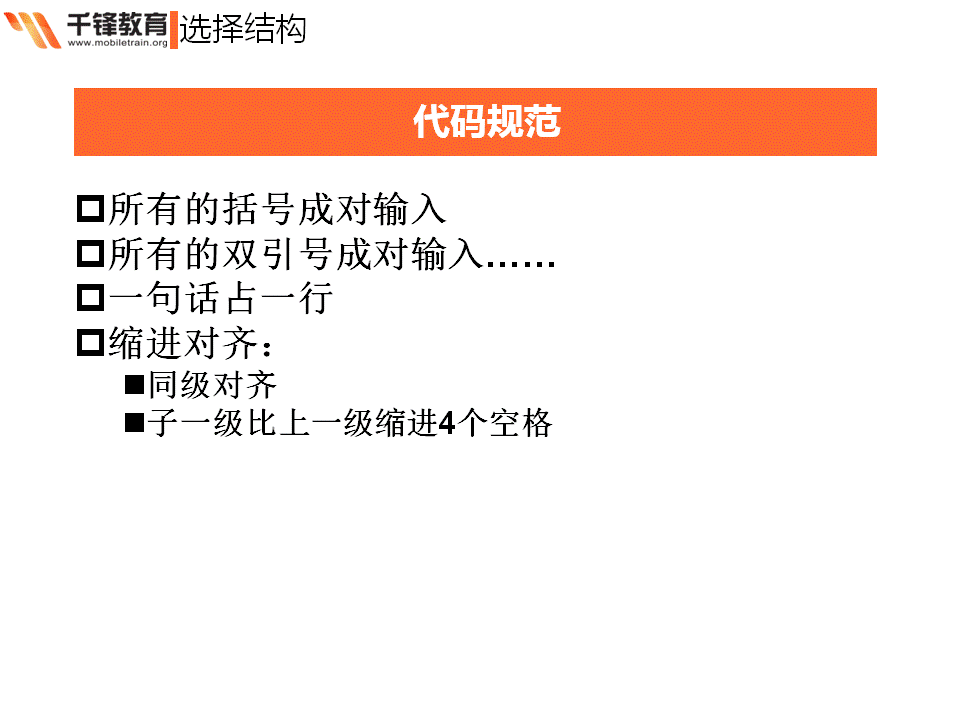 千锋教育 选择结构
www.mobiletrain.org
代码规范
所有的括号成对输入
所有的双引号成对输入……
一句话占一行
缩进对齐：
同级对齐
子一级比上一级缩进4个空格